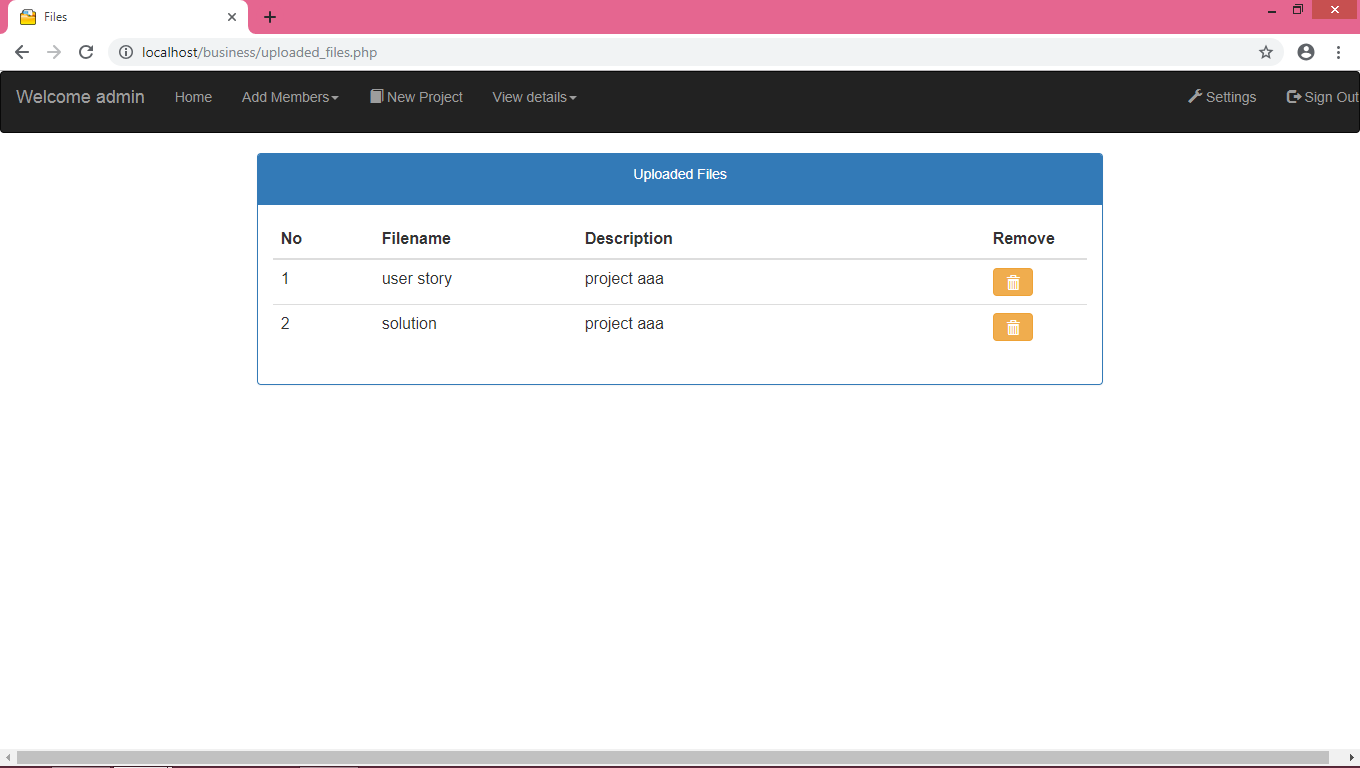 Files
localhost/business/uploaded_files.php
Welcome admin Home Add Members New Project View details Settings Sign Out
Uploaded Files
No Filename Description Remove
1 user story project aaa
2 solution project aaa